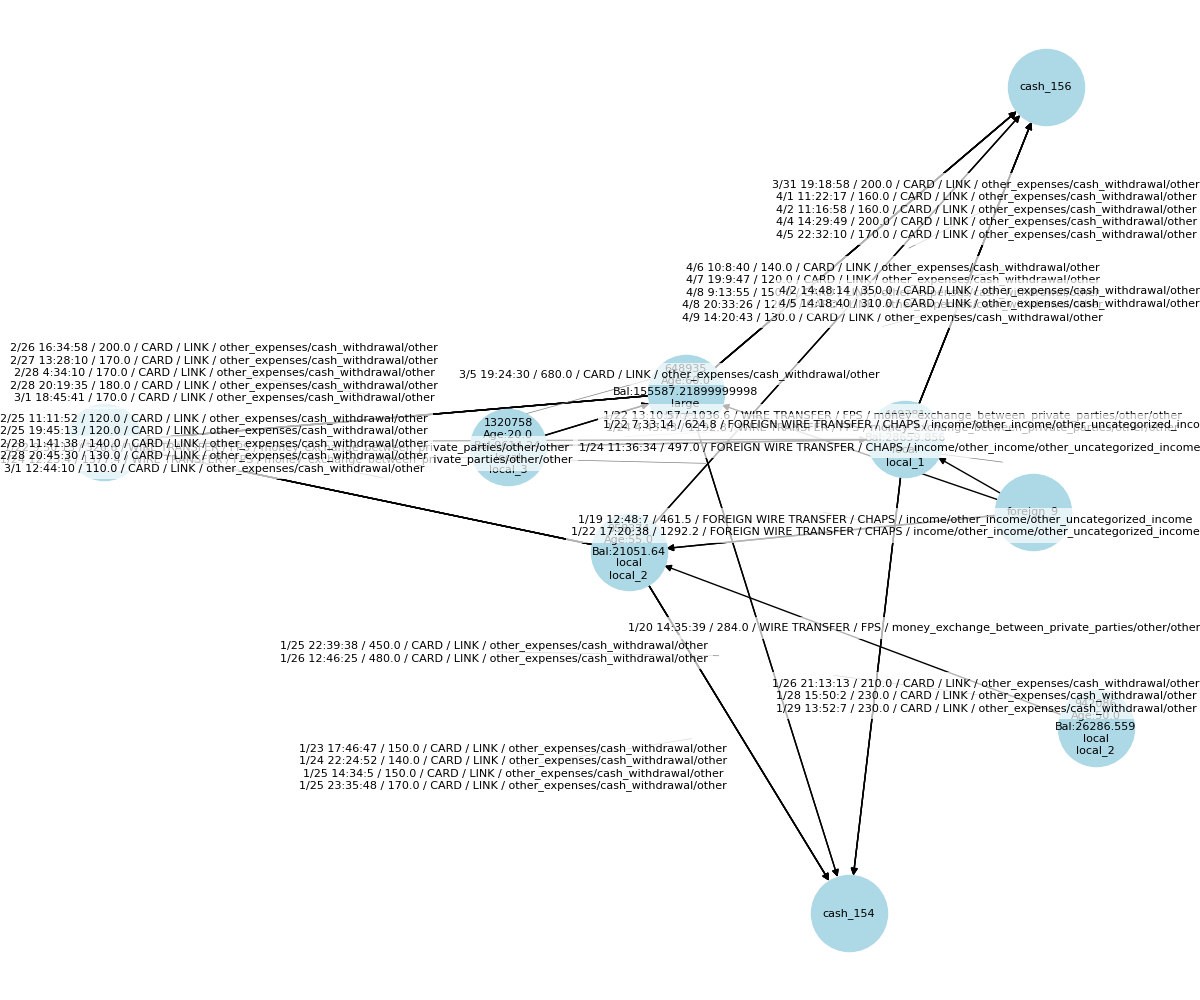 cash_156
3/31 19:18:58 / 200.0 / CARD / LINK / other_expenses/cash_withdrawal/other
4/1 11:22:17 / 160.0 / CARD / LINK / other_expenses/cash_withdrawal/other
4/2 11:16:58 / 160.0 / CARD / LINK / other_expenses/cash_withdrawal/other
4/4 14:29:49 / 200.0 / CARD / LINK / other_expenses/cash_withdrawal/other
4/5 22:32:10 / 170.0 / CARD / LINK / other_expenses/cash_withdrawal/other
4/6 10:8:40 / 140.0 / CARD / LINK / other_expenses/cash_withdrawal/other
4/7 19:9:47 / 120.0 / CARD / LINK / other_expenses/cash_withdrawal/other
4/8 9:13:55 /
4/2 14:48:14 / 350.0 / CARD / LINK / other_expenses/cash_withdrawal/other
4/8 20:33:26 /
4/5 14:18:40 / 310.0 / CARD / LINK / other_expenses/cash_withdrawal/other
4/9 14:20:43 / 130.0 / CARD / LINK / other_expenses/cash_withdrawal/other
2/26 16:34:58 / 200.0 / CARD / LINK / other_expenses/cash_withdrawal/other
2/27 13:28:10 / 170.0 / CARD / LINK / other_expenses/cash_withdrawal/other
2/28 4:34:10 / 170.0 / CARD / LINK / other_expenses/cash_withdrawal/other
2/28 20:19:35 / 180.0 / CARD / LINK / other_expenses/cash_withdrawal/other
3/1 18:45:41 / 170.0 / CARD / LINK / other_expenses/cash_withdrawal/other
648935
3/5 19:24:30 / 680.0 / CARD / LINK / other_expenses/cash_withdrawal/other
Bal:155587.21899999998
large
2/25 11:11:52 / 120.0 / CARD / LINK / other_expenses/cash_withdrawal/other
2/25 19:45:13 / 120.0 / CARD / LINK / other_expenses/cash_withdrawal/other
2/28 11:41:38 / 140.0 / CARD / LINK / other_expenses/cash_withdrawal/other
2/28 20:45:30 / 130.0 / CARD / LINK / other_expenses/cash_withdrawal/other
3/1 12:44:10 / 110.0 / CARD / LINK / other_expenses/cash_withdrawal/other
1320758
Age:20.0
local_3
1/22 13:10:57 / 1036.6 / WIRE TRANSFER / FPS / money_exchange_between_private_parties/other/other
1/22 7:33:14 / 624.8 / FOREIGN WIRE TRANSFER / CHAPS / income/other_income/other_uncategorized_inco
1/24 11:36:34 / 497.0 / FOREIGN WIRE TRANSFER / CHAPS / income/other_income/other_uncategorized_income
local_1
foreign_9
1/19 12:48:7 / 461.5 / FOREIGN WIRE TRANSFER / CHAPS / income/other_income/other_uncategorized_income
1/22 17:20:38 / 1292.2 / FOREIGN WIRE TRANSFER / CHAPS / income/other_income/other_uncategorized_income
Age:55.0
Bal:21051.64
local
local_2
1/20 14:35:39 / 284.0 / WIRE TRANSFER / FPS / money_exchange_between_private_parties/other/other
1/25 22:39:38 / 450.0 / CARD / LINK / other_expenses/cash_withdrawal/other
1/26 12:46:25 / 480.0 / CARD / LINK / other_expenses/cash_withdrawal/other
1/26 21:13:13 / 210.0 / CARD / LINK / other_expenses/cash_withdrawal/other
1/28 15:50:2 / 230.0 / CARD / LINK / other_expenses/cash_withdrawal/other
1/29 13:52:7 / 230.0 / CARD / LINK / other_expenses/cash_withdrawal/other
Bal:26286.559
local
local_2
1/23 17:46:47 / 150.0 / CARD / LINK / other_expenses/cash_withdrawal/other
1/24 22:24:52 / 140.0 / CARD / LINK / other_expenses/cash_withdrawal/other
1/25 14:34:5 / 150.0 / CARD / LINK / other_expenses/cash_withdrawal/other
1/25 23:35:48 / 170.0 / CARD / LINK / other_expenses/cash_withdrawal/other
cash_154